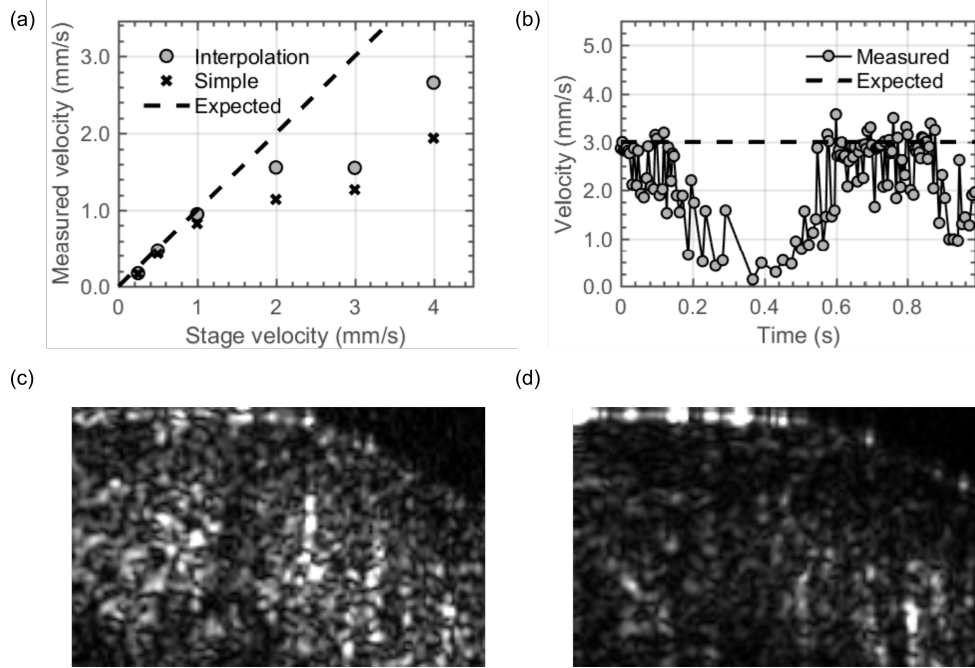 (a)
Measured velocity (mm/s)
3.0
2.0
1.0
0.0
Interpolation
Simple
Expected
0
1
2
3
4
Stage velocity (mm/s)
(b)
Velocity (mm/s)
5.0
4.0
3.0
2.0
1.0
0.0
Measured
Expected
0
0.2
0.4
0.6
0.8
Time (s)
(c)
(d)